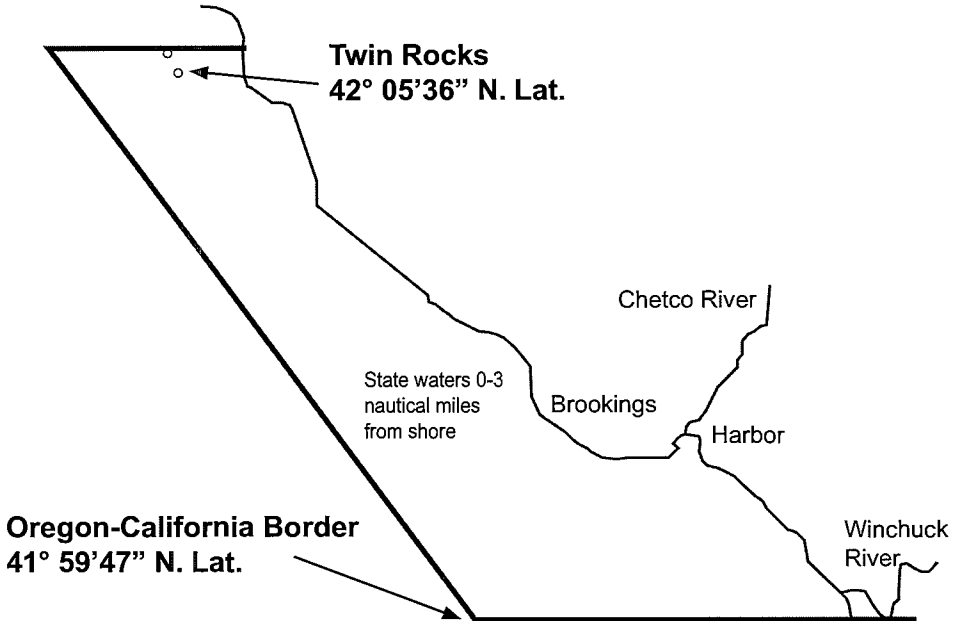 Twin Rocks
42° 05'36” N. Lat.
Chetco River
State waters 0-3
nautical miles
from shore
Brookings
Harbor
Oregon-California Border
41° 59'47” N. Lat.
Winchuck
River